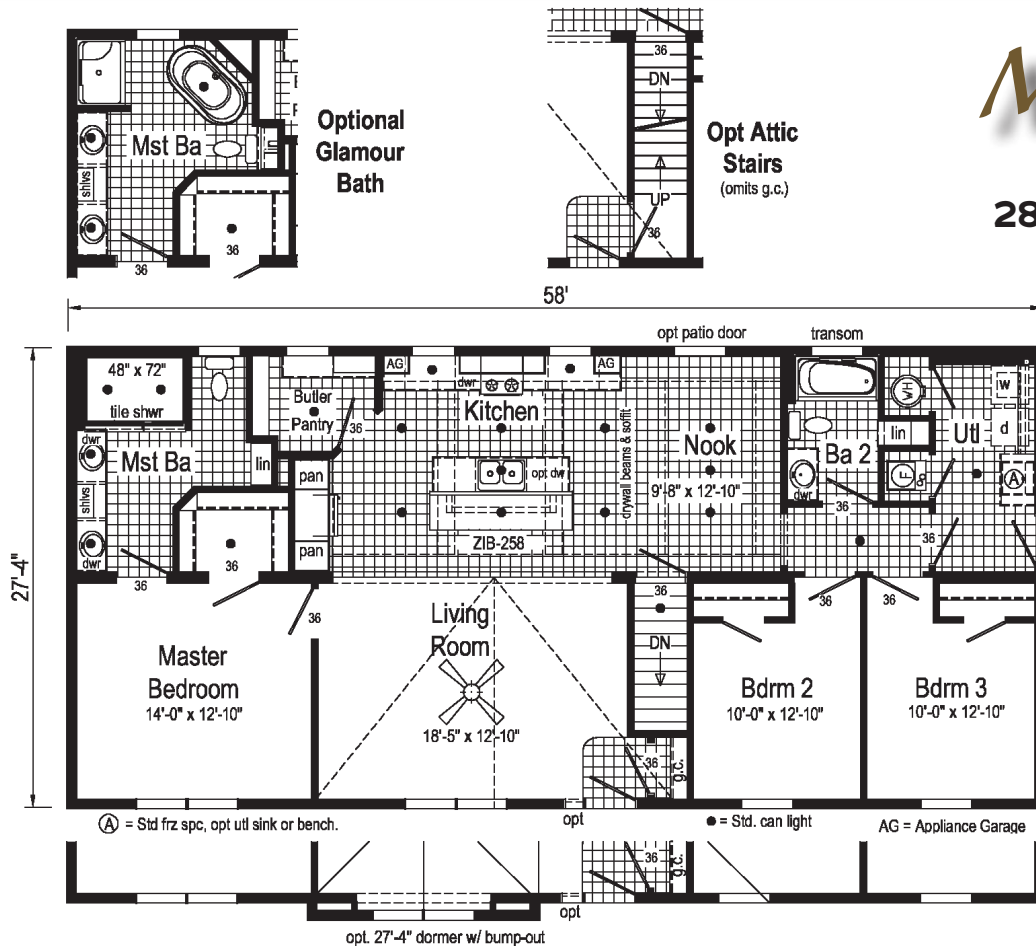 M
28
Optional
Glamour
Bath
Mst Ba
shlvs
lin
36
36
36
DN
UP
36
Opt Attic
Stairs
(omits g.c.)
58'
27'-4"
opt patio door
transom
48" x 72"
tile shwr
dwr
Mst Ba
shlvs
dwr
lin
36
36
Butler
Pantry
36
pan
pan
AG
AG
dwr
Kitchen
opt dw
ZIB-258
drywall beams & soffit
Nook
9'-8" x 12'-10"
Ba 2
dwr
lin
WH
F
36
Utl
w
d
A
36
36
36
36
Master
Bedroom
14'-0" x 12'-10"
36
Living
Room
18'-5" x 12'-10"
36
DN
36
g.c.
Bdrm 2
10'-0" x 12'-10"
Bdrm 3
10'-0" x 12'-10"
A = Std frz spc, opt utl sink or bench.
opt
● = Std. can light
AG = Appliance Garage
36
g.c.
opt
opt. 27'-4" dormer w/ bump-out